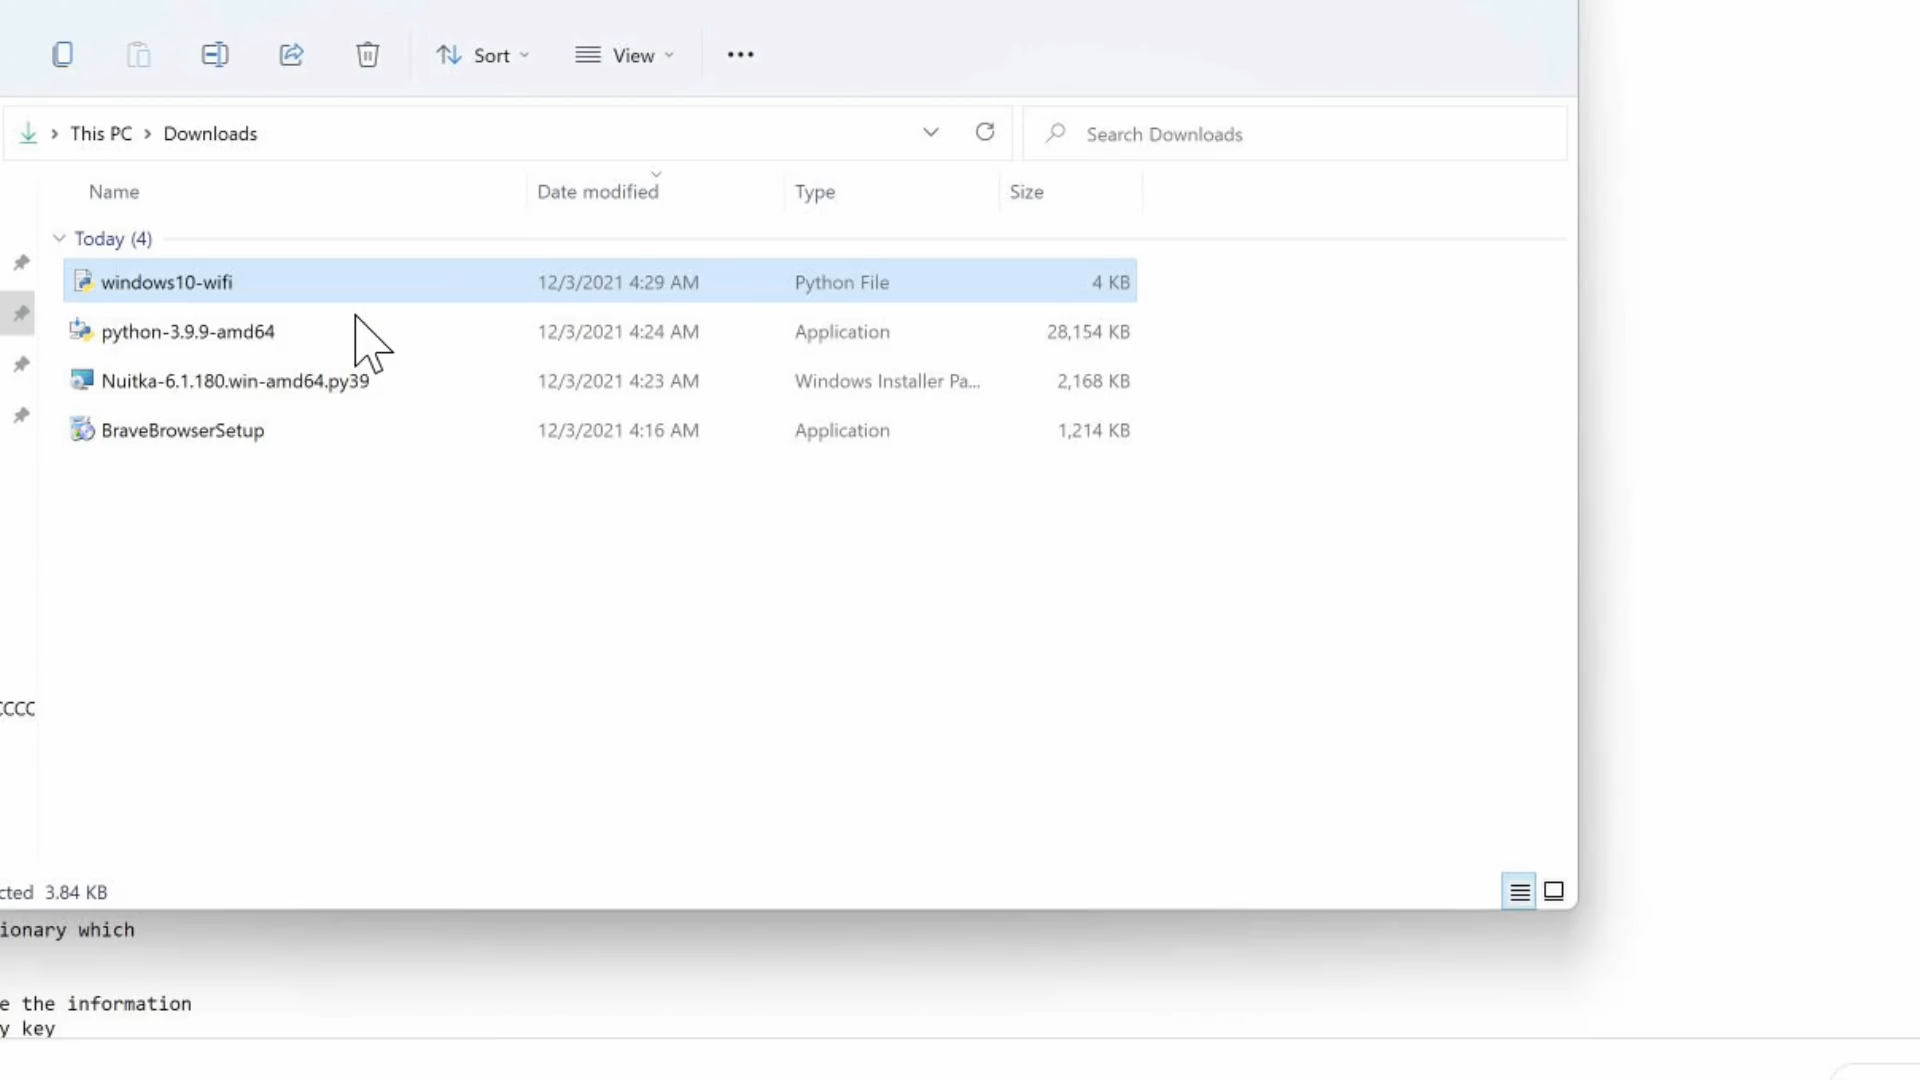 Sort
View
This PC
Downloads
Search Downloads
Name
Date modified
Type
Size
Today (4)
windows10-wifi 12/3/2021 4:29 AM Python File 4 KB
python-3.9.9-amd64 12/3/2021 4:24 AM Application 28,154 KB
Nuitka-6.1.180.win-amd64.py39 12/3/2021 4:23 AM Windows Installer Pa... 2,168 KB
BraveBrowserSetup 12/3/2021 4:16 AM Application 1,214 KB
CCCC
cted 3.84 KB
ionary which
e the information
y key